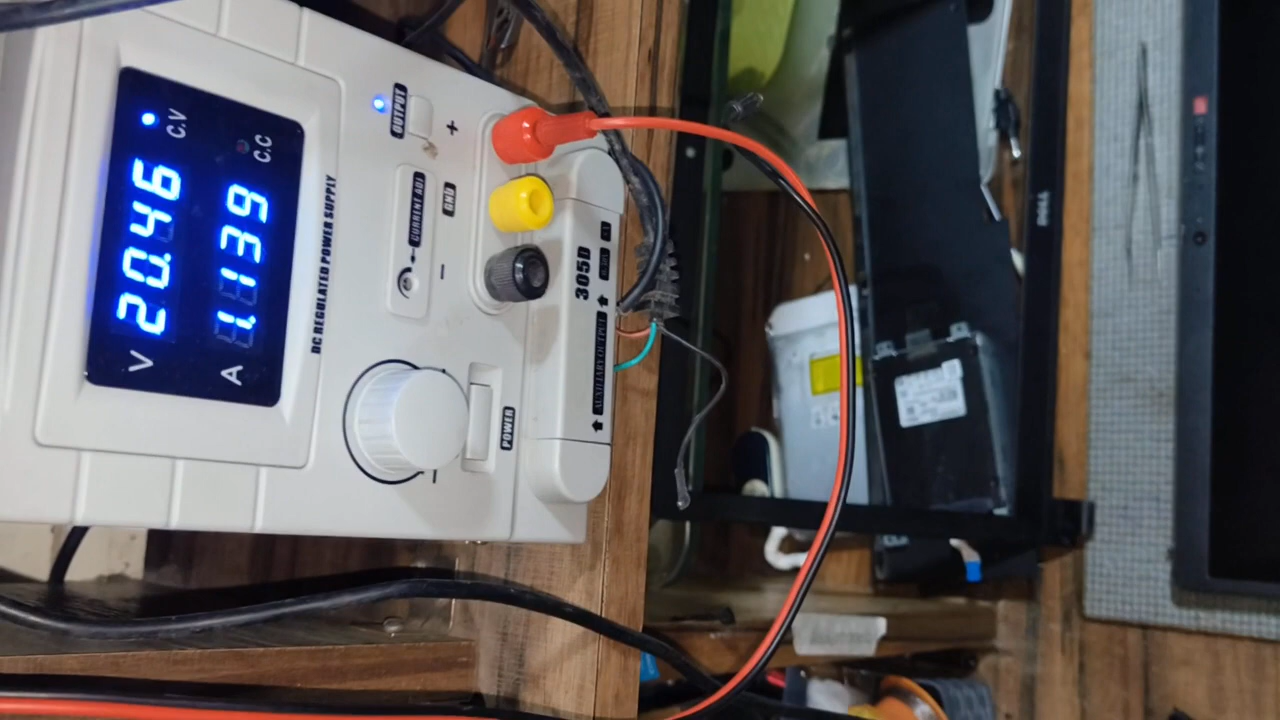 V 20.46 C.V
A 1.139 C.C
DC REGULATED POWER SUPPLY
OUTPUT
+
CURRENT ADJ
GND
-
POWER
305D
AUXILIARY OUTPUT
DELL